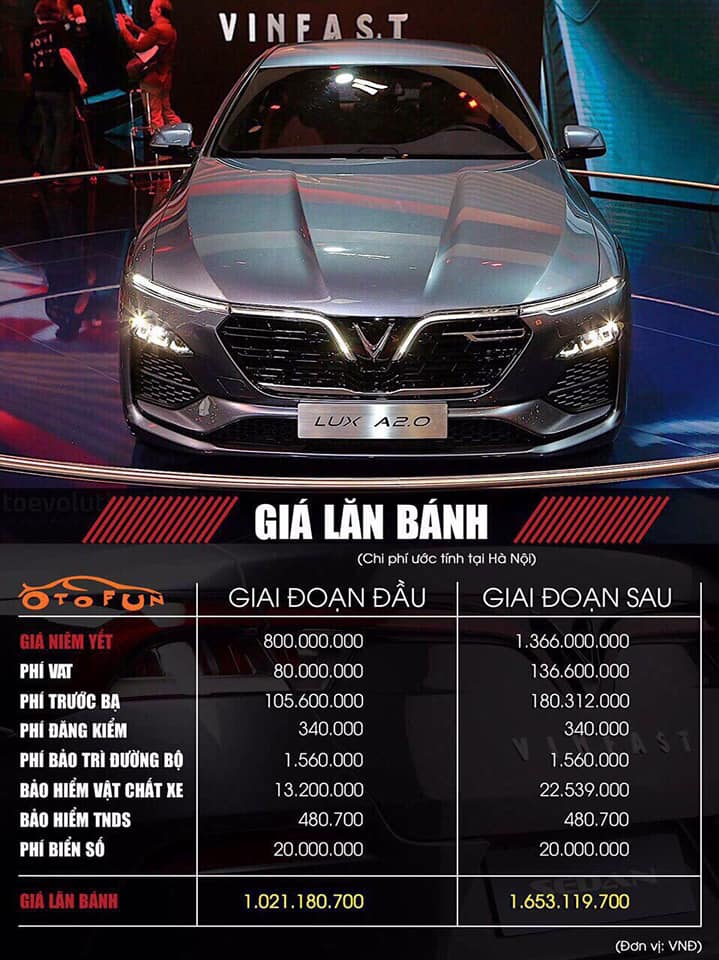 VINFAST
LUX A2.0
toevolut
GIÁ LĂN BÁNH
(Chi phí ước tính tại Hà Nội)
OTOFUN GIAI ĐOẠN ĐẦU GIAI ĐOẠN SAU
GIÁ NIÊM YẾT 800.000.000 1.366.000.000
PHÍ VAT 80.000.000 136.600.000
PHÍ TRƯỚC BẠ 105.600.000 180.312.000
PHÍ ĐĂNG KIỂM 340.000 340.000
PHÍ BẢO TRÌ ĐƯỜNG BỘ 1.560.000 1.560.000
BẢO HIỂM VẬT CHẤT XE 13.200.000 22.539.000
BẢO HIỂM TNDS 480.700 480.700
PHÍ BIỂN SỐ 20.000.000 20.000.000
VINFAST
SEDAN
GIÁ LĂN BÁNH 1.021.180.700 1.653.119.700
(Đơn vị: VNĐ)